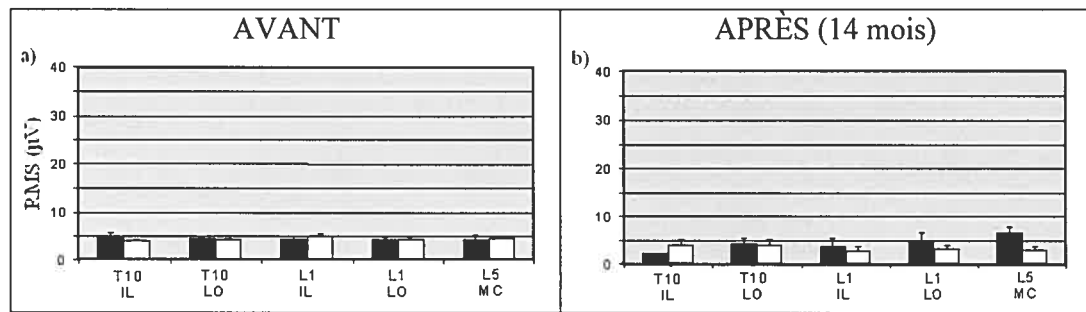 AVANT
a)
RMS (µV)
40
30
20
10
0
T10 T10 L1 L1 L5
IL LO IL LO MC
APRÈS (14 mois)
b)
40
30
20
10
0
T10 T10 L1 L1 L5
IL LO IL LO MC